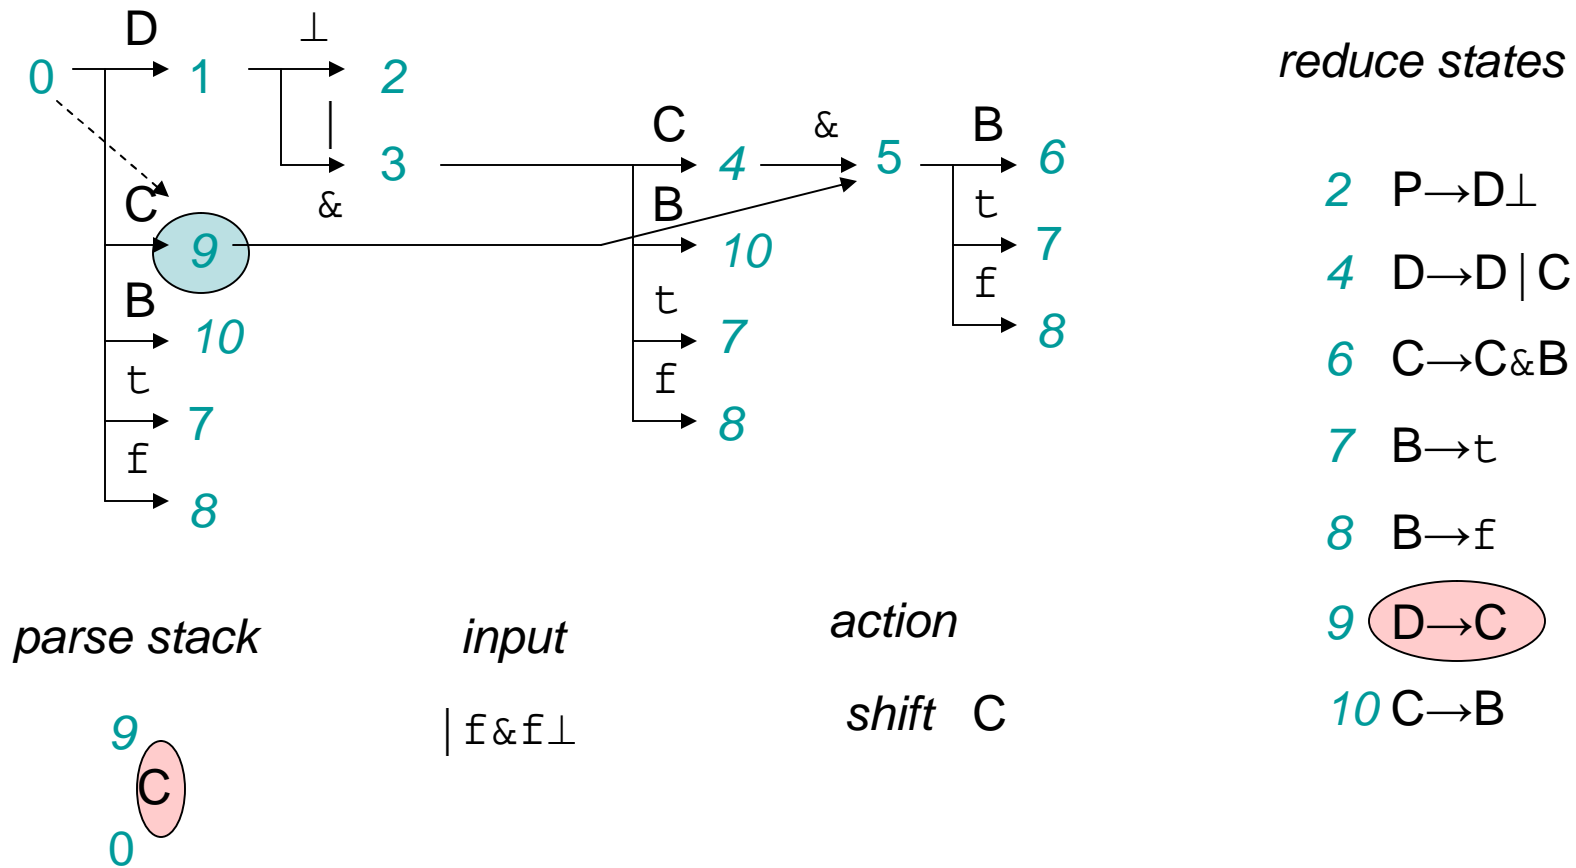 D ⊥
0 1 2
|
C & B
3 4 5 6
C & B t
9 10 7
B t f
10 7 8
t f
7 8
f
8
reduce states
2 P→D⊥
4 D→D|C
6 C→C&B
7 B→t
8 B→f
9 D→C
10 C→B
parse stack input action
9 |f&f⊥ shift C
C
0